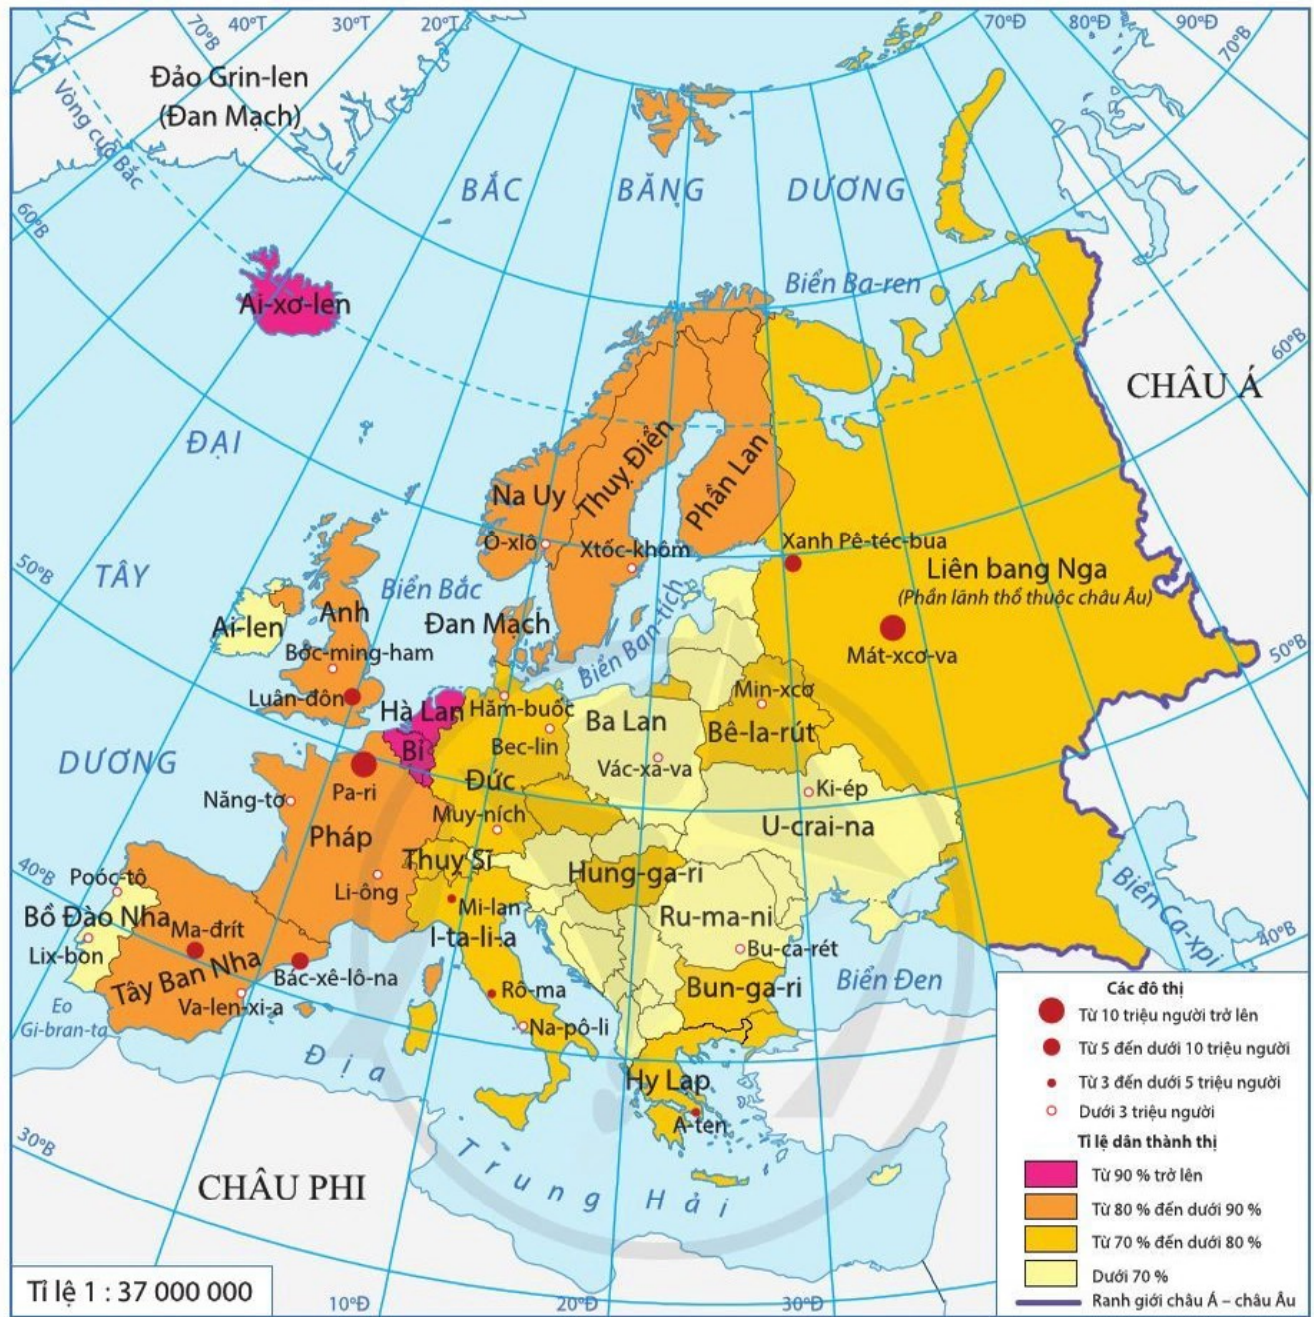 70°B
40°T
30°T
20°T
70°Đ
80°Đ
90°Đ
70°B
Đảo Grin-len
(Đan Mạch)
Vòng cực Bắc
60°B
BẮC
BĂNG
DƯƠNG
Biển Ba-ren
Ai-xơ-len
60°B
CHÂU Á
ĐẠI
Na Uy
Thuỵ Điển
Phần Lan
Ô-xlô
Xtốc-khôm
Xanh Pê-téc-bua
50°B
TÂY
Biển Bắc
Liên bang Nga
(Phần lãnh thổ thuộc châu Âu)
Ai-len
Anh
Đan Mạch
Biển Ban-tích
Mát-xcơ-va
50°B
Bốc-ming-ham
Luân-đôn
Hà Lan
Hăm-buốc
Ba Lan
Min-xcơ
Bỉ
Bec-lin
Bê-la-rút
DƯƠNG
Đức
Vác-xa-va
Năng-tơ
Pa-ri
Ki-ép
Pháp
Muy-ních
U-crai-na
Thuỵ Sĩ
Hung-ga-ri
40°B
Poóc-tô
Li-ông
Mi-lan
Ru-ma-ni
Biển Ca-xpi
Bồ Đào Nha
Ma-đrít
I-ta-li-a
Bu-ca-rét
40°B
Lix-bon
Tây Ban Nha
Bác-xê-lô-na
Rô-ma
Bun-ga-ri
Biển Đen
Eo
Gi-bran-ta
Va-len-xi-a
Na-pô-li
Địa
Hy Lạp
A-ten
Trung Hải
30°B
CHÂU PHI
Các đô thị
Từ 10 triệu người trở lên
Từ 5 đến dưới 10 triệu người
Từ 3 đến dưới 5 triệu người
Dưới 3 triệu người
Tỉ lệ dân thành thị
Từ 90 % trở lên
Từ 80 % đến dưới 90 %
Từ 70 % đến dưới 80 %
Dưới 70 %
Ranh giới châu Á – châu Âu
Tỉ lệ 1 : 37 000 000
10°Đ
20°Đ
30°Đ